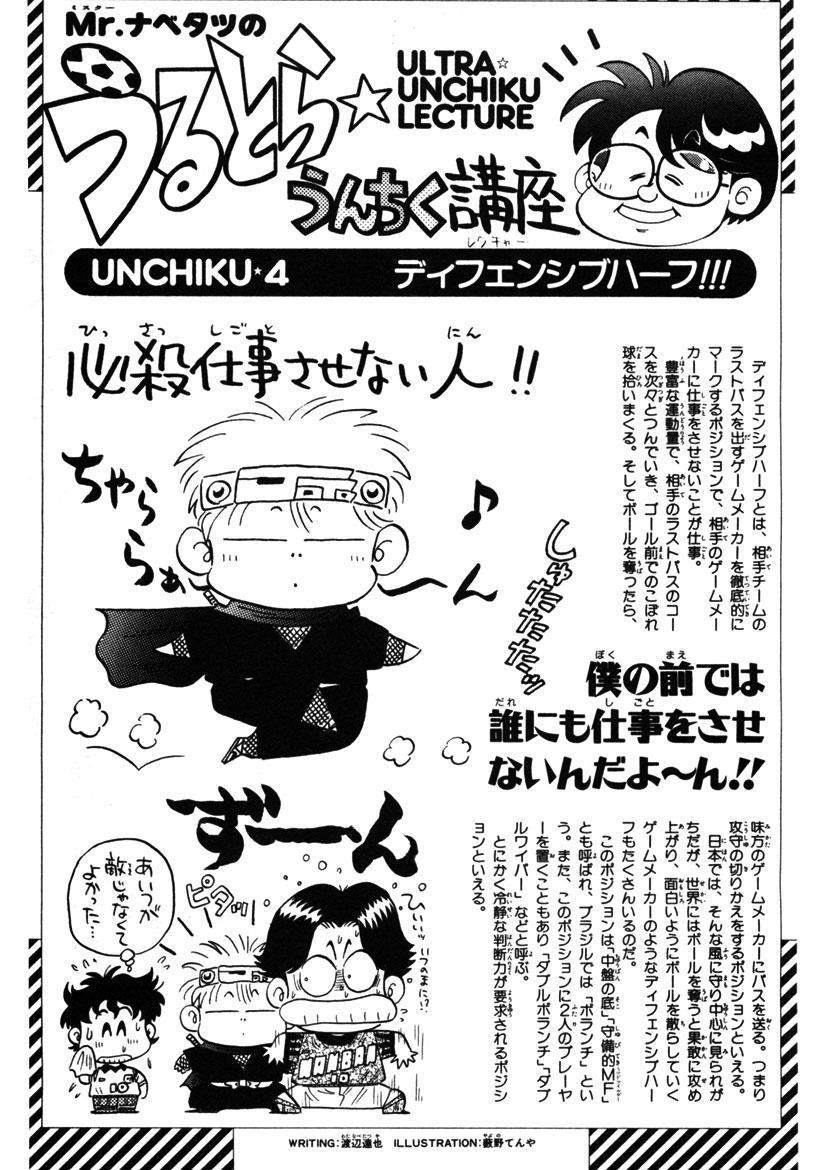 Mr.ナベタツの
ミスター
うるとら☆
ULTRA☆
UNCHIKU
LECTURE
うんちく講座
レクチャー
UNCHIKU★4 ディフェンシブハーフ!!!
ひっさつしごとにん
必殺仕事させない人!!
ちゃららぁ〜〜ん♪
しゅたたたたッ
ディフェンシブハーフとは、相手チームの
ラストパスを出すゲームメーカーを徹底的に
マークするポジションで、相手のゲームメー
カーに仕事をさせないことが仕事。
豊富な運動量で、相手のラストパスのコー
スを次々とつんでいき、ゴール前でのこぼれ
球を拾いまくる。そしてボールを奪ったら、
僕の前では
誰にも仕事をさせ
ないんだよ〜ん!!
味方のゲームメーカーにパスを送る。つまり
攻守の切りかえをするポジションといえる。
日本では、そんな風に守り中心に見られが
ちだが、世界にはボールを奪うと果敢に攻め
上がり、面白いようにボールを散らしていく
ゲームメーカーのようなディフェンシブハー
フもたくさんいるのだ。
このポジションは、「中盤の底」「守備的MF」
とも呼ばれ、ブラジルでは「ボランチ」とい
う。また、このポジションに2人のプレーヤ
ーを置くこともあり「ダブルボランチ」「ダブ
ルワイパー」などと呼ぶ。
とにかく冷静な判断力が要求されるポジシ
ョンといえる。
ずーん
ひいいッ いつのまに?!
ピタッ
あいつが
敵じゃなくて
よかった…
10
WRITING:渡辺達也 ILLUSTRATION:藪野てんや